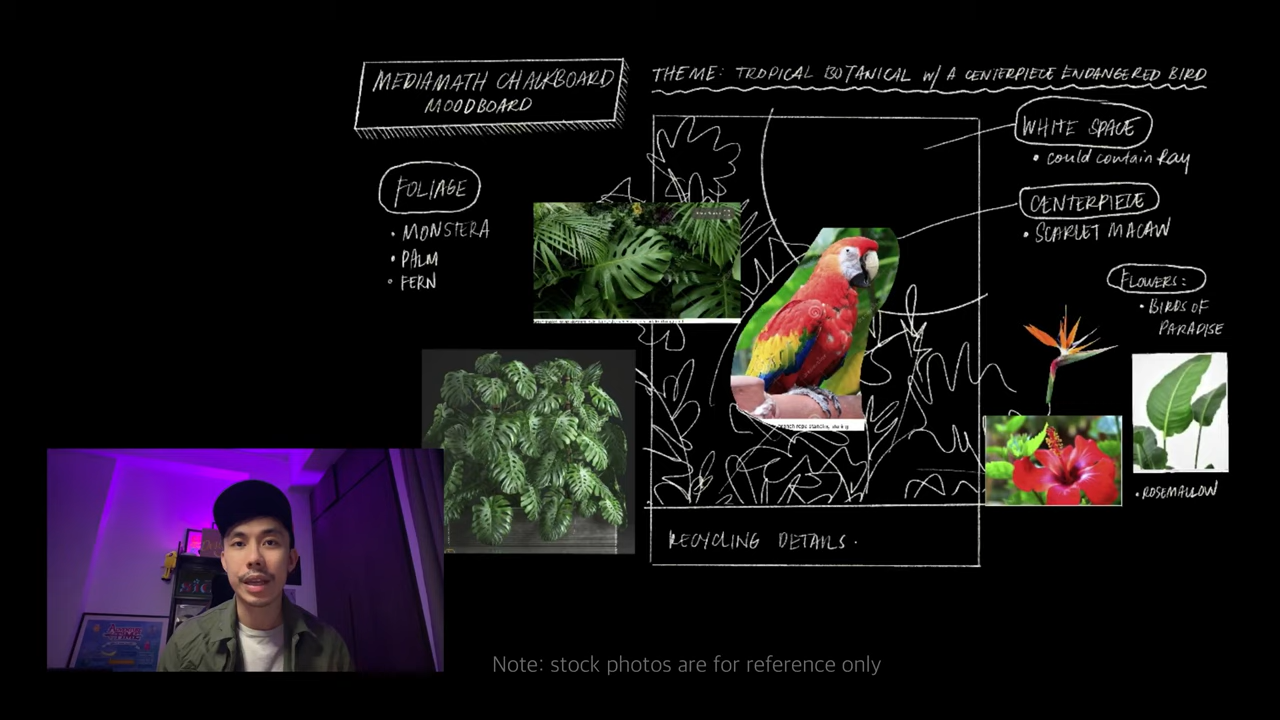 MEDIAMATH CHALKBOARD
MOODBOARD
THEME: TROPICAL BOTANICAL W/ A CENTERPIECE ENDANGERED BIRD
WHITE SPACE
• could contain Ray
CENTERPIECE
• SCARLET MACAW
FOLIAGE
• MONSTERA
• PALM
• FERN
FLOWERS:
• BIRDS OF
PARADISE
• ROSEMALLOW
RECYCLING DETAILS.
Note: stock photos are for reference only